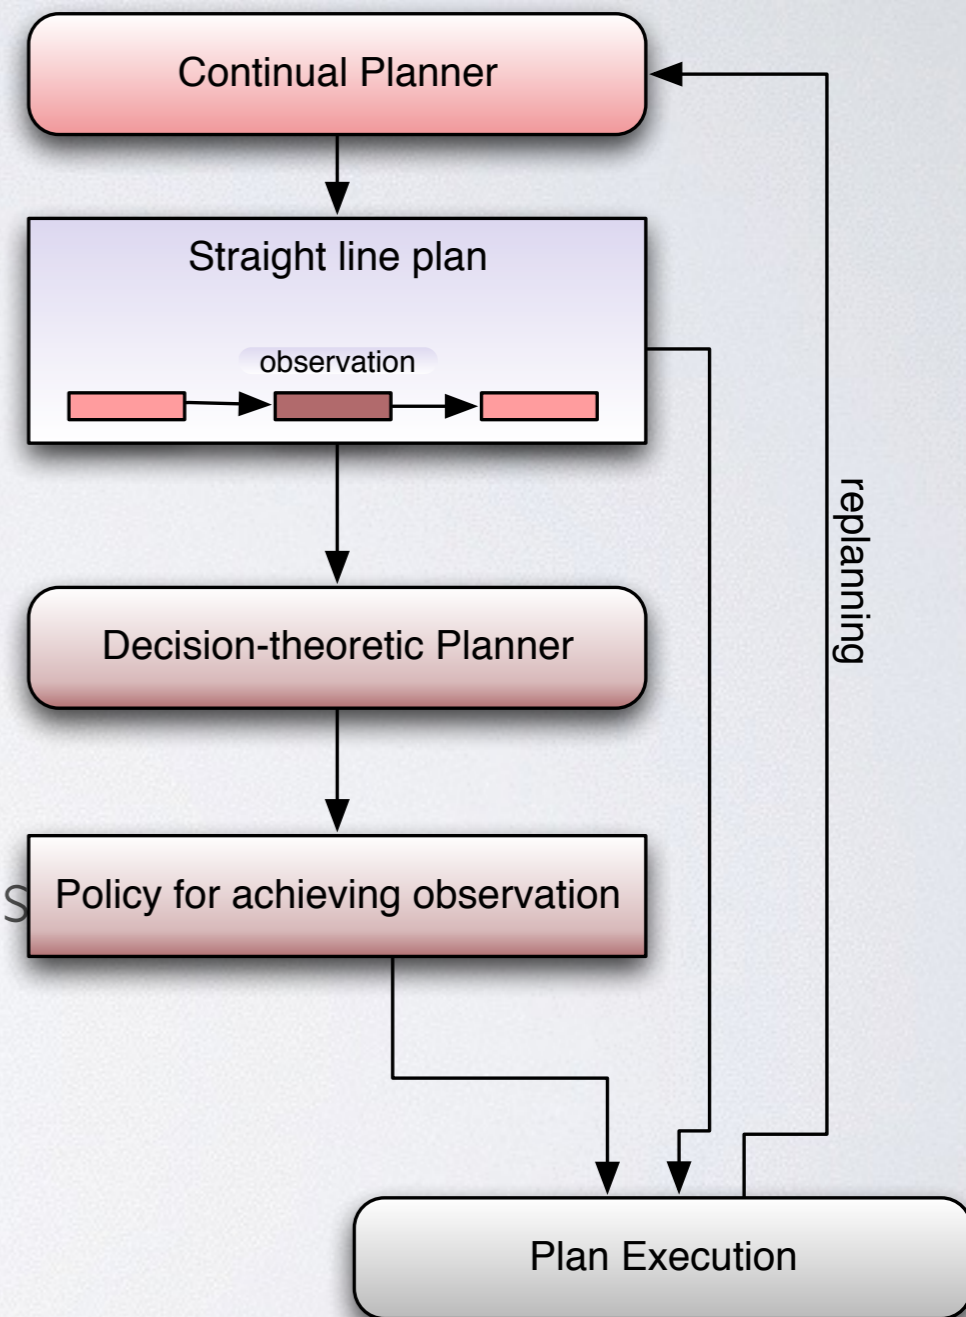 Continual Planner
Straight line plan
observation
Decision-theoretic Planner
replanning
s
Policy for achieving observation
Plan Execution